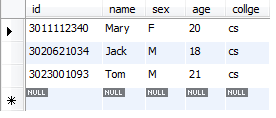 id name sex age collge
3011112340 Mary F 20 cs
3020621034 Jack M 18 cs
3023001093 Tom M 21 cs
NULL NULL NULL NULL NULL